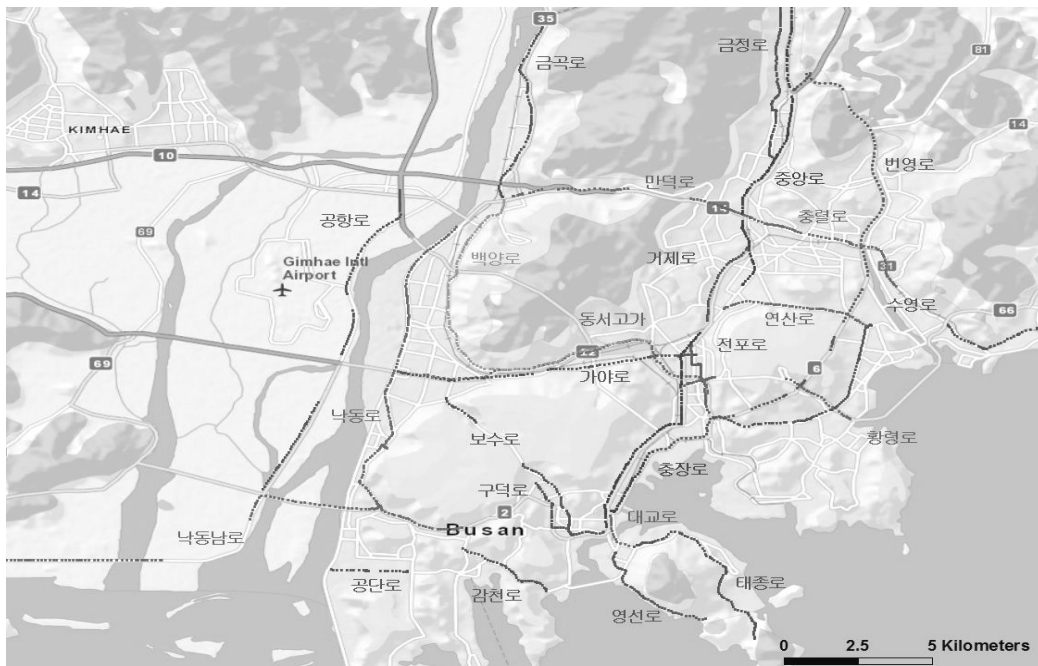 35
금정로
81
금곡로
KIMHAE
14
10
번영로
14
만덕로
중앙로
공항로
충렬로
69
백양로
거제로
Gimhae Intl
Airport
31
수영로
동서고가
연산로
66
전포로
69
가야로
6
낙동로
보수로
황령로
충장로
구덕로
2
대교로
Busan
낙동남로
공단로
감천로
태종로
영선로
0 2.5 5 Kilometers